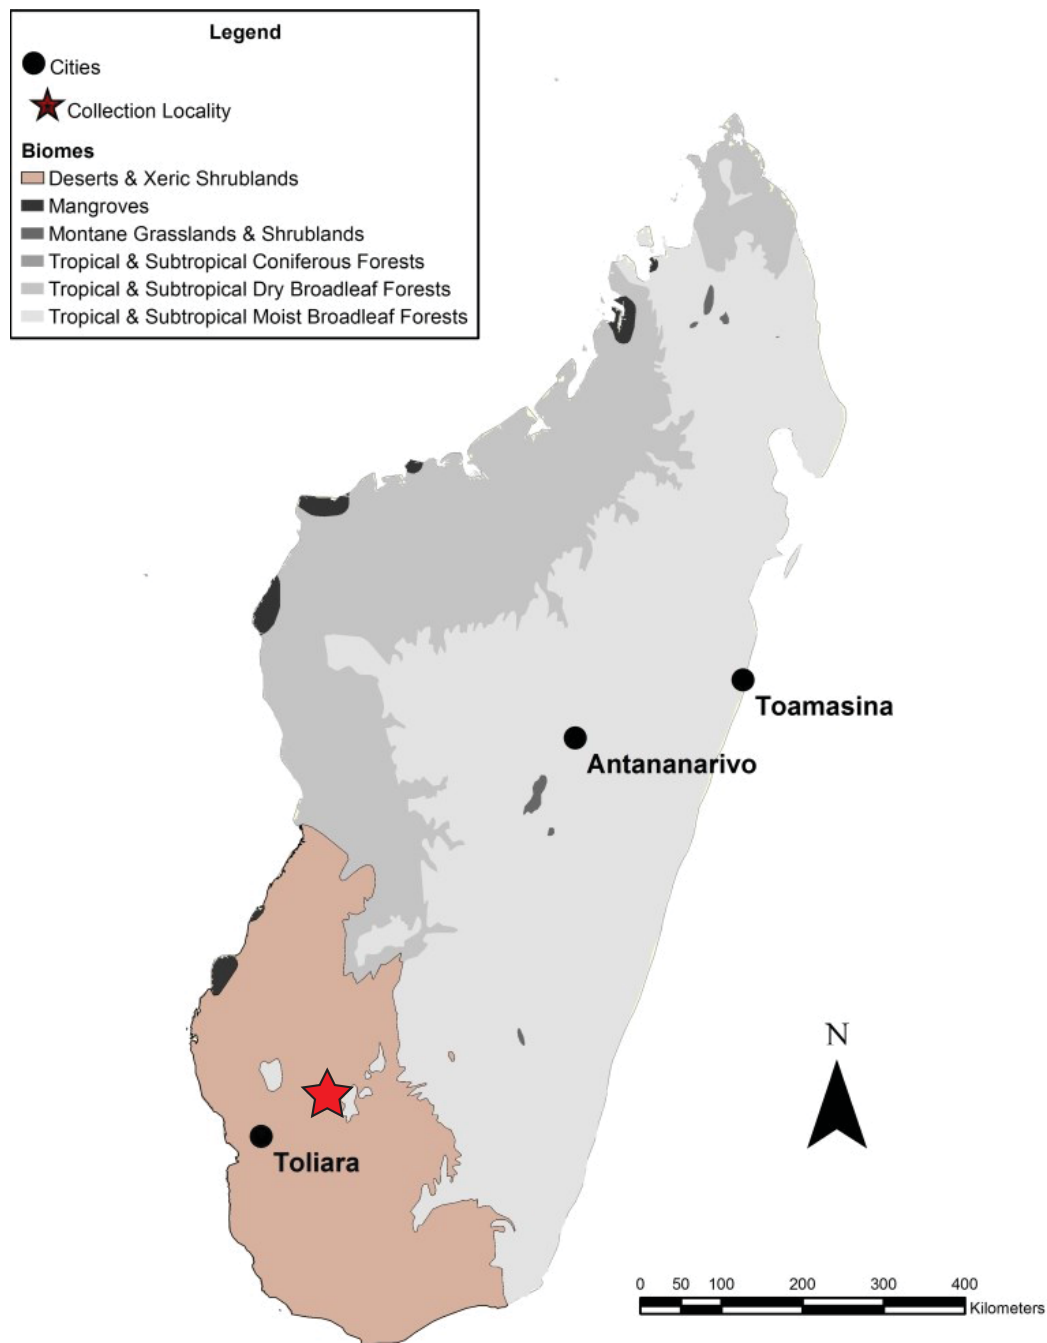 Legend
Cities
Collection Locality
Biomes
Deserts & Xeric Shrublands
Mangroves
Montane Grasslands & Shrublands
Tropical & Subtropical Coniferous Forests
Tropical & Subtropical Dry Broadleaf Forests
Tropical & Subtropical Moist Broadleaf Forests
Toamasina
Antananarivo
N
Toliara
0 50 100 200 300 400
Kilometers